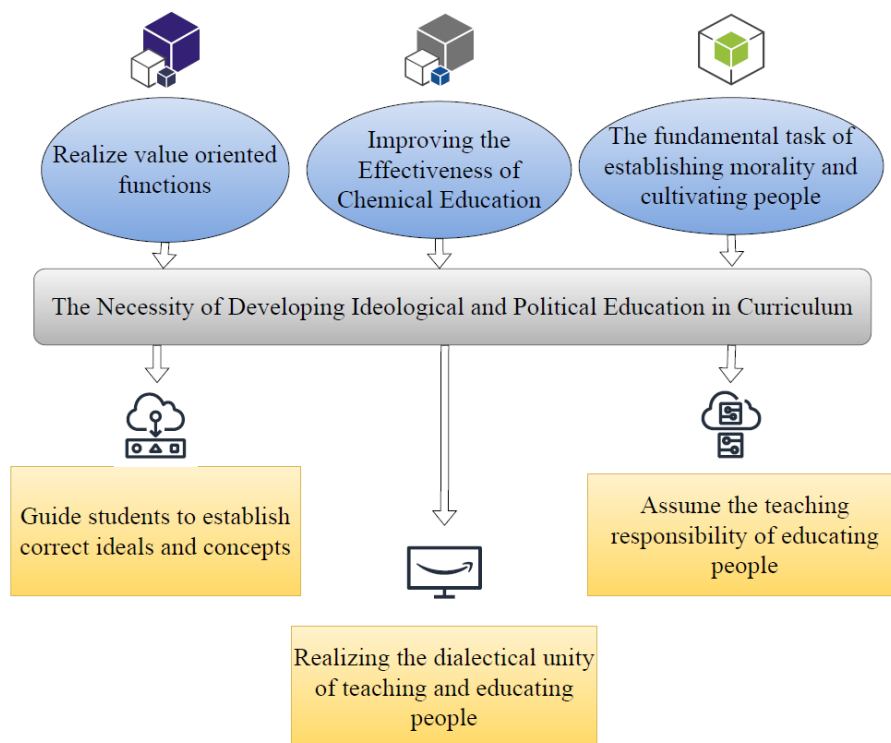 Realize value oriented
functions
Improving the
Effectiveness of
Chemical Education
The fundamental task of
establishing morality and
cultivating people
The Necessity of Developing Ideological and Political Education in Curriculum
Guide students to establish
correct ideals and concepts
Assume the teaching
responsibility of educating
people
Realizing the dialectical unity
of teaching and educating
people